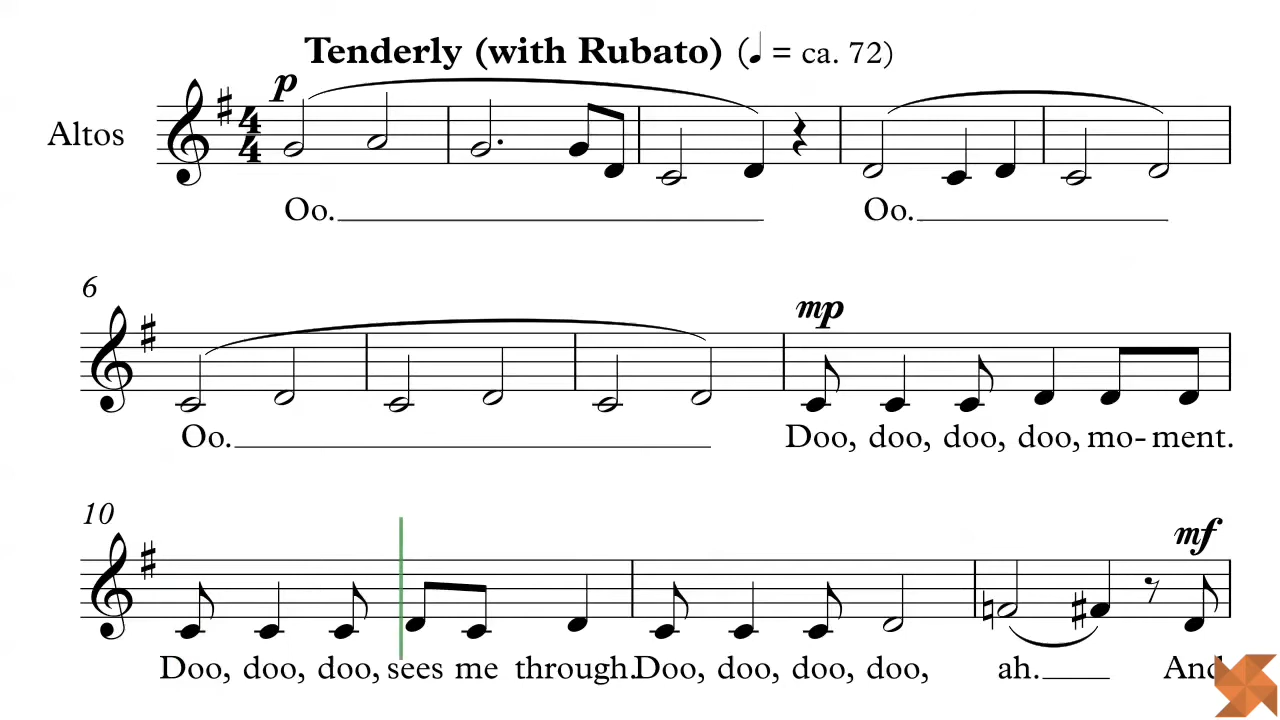 Tenderly (with Rubato) (♩ = ca. 72)
p
Altos
4/4
Oo. Oo.
6
mp
Oo. Doo, doo, doo, doo, mo- ment.
10
mf
Doo, doo, doo, sees me through. Doo, doo, doo, doo, ah. And